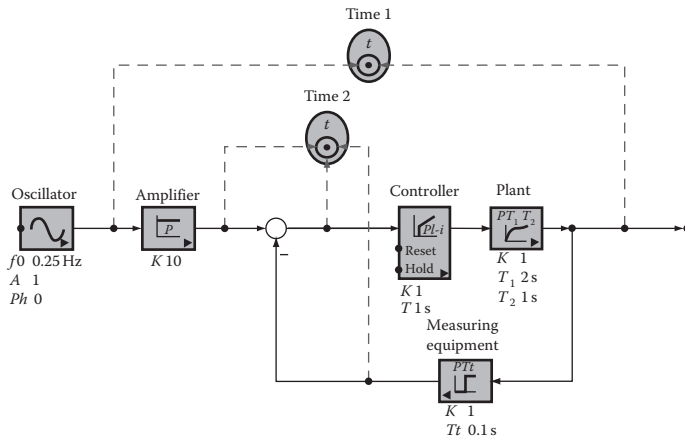 Time 1
t
Time 2
t
Oscillator
Amplifier
Controller
Plant
P
PI-i
PT₁ T₂
Reset
Hold
f0 0.25 Hz
A 1
Ph 0
K 10
K 1
T 1 s
K 1
T₁ 2 s
T₂ 1 s
–
Measuring
equipment
PTt
K 1
Tt 0.1 s